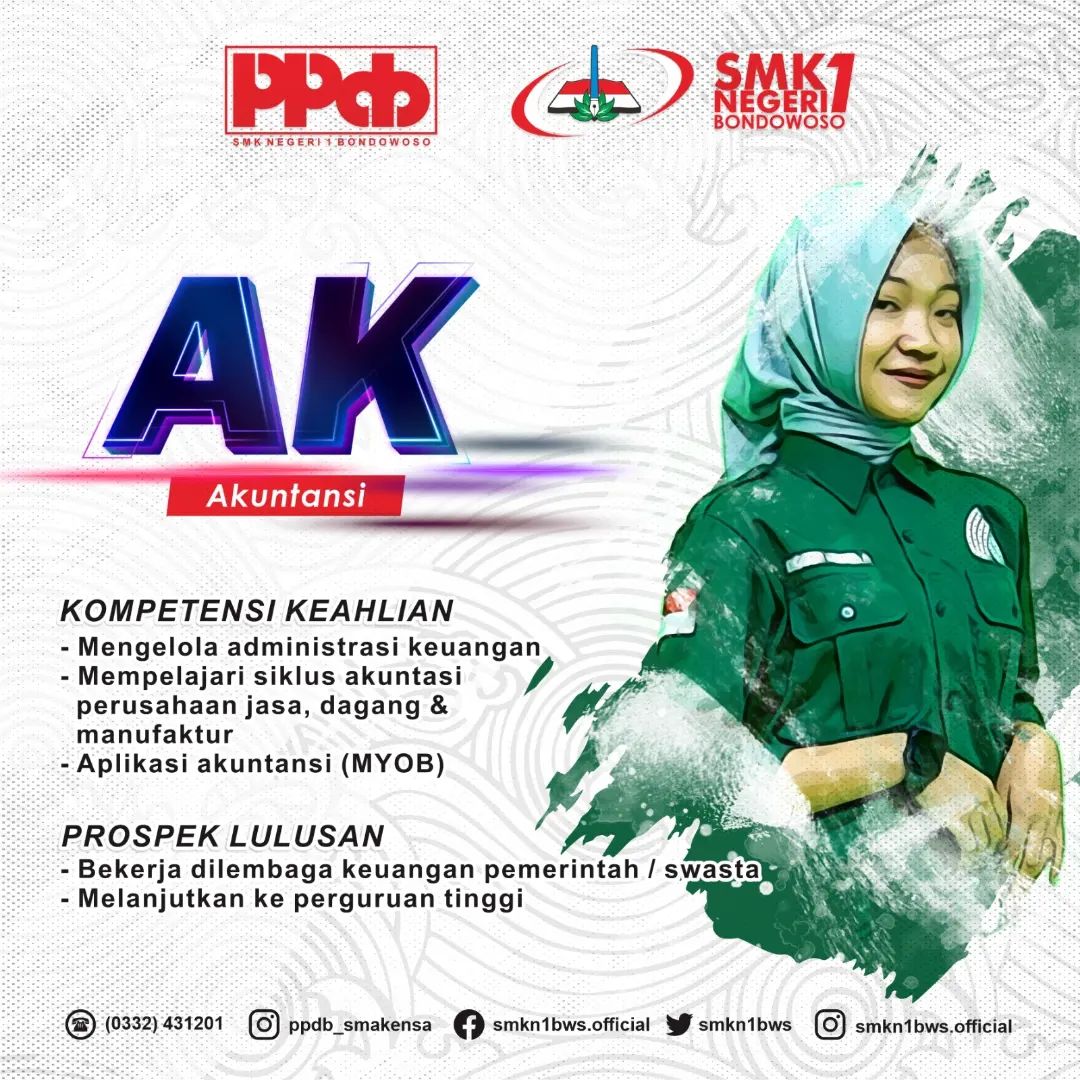 PPdb
SMK NEGERI 1 BONDOWOSO
SMK 1
NEGERI
BONDOWOSO
AK
Akuntansi
KOMPETENSI KEAHLIAN
- Mengelola administrasi keuangan
- Mempelajari siklus akuntasi
perusahaan jasa, dagang &
manufaktur
- Aplikasi akuntansi (MYOB)
PROSPEK LULUSAN
- Bekerja dilembaga keuangan pemerintah / swasta
- Melanjutkan ke perguruan tinggi
(0332) 431201 ppdb_smakensa smkn1bws.official smkn1bws smkn1bws.official